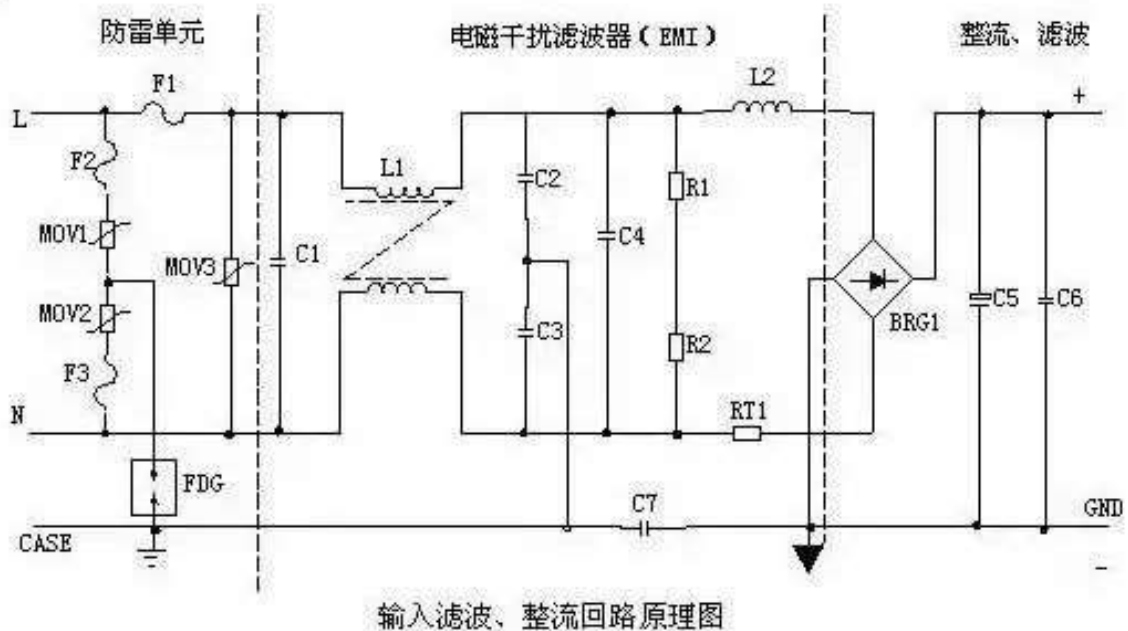 防雷单元
电磁干扰滤波器(EMI)
整流、滤波
F1
L2
+
L
F2
L1
C2
R1
MOV1
C4
MOV3
C1
MOV2
C3
BRG1
C5
C6
R2
F3
N
RT1
FDG
C7
GND
CASE
-
输入滤波、整流回路原理图